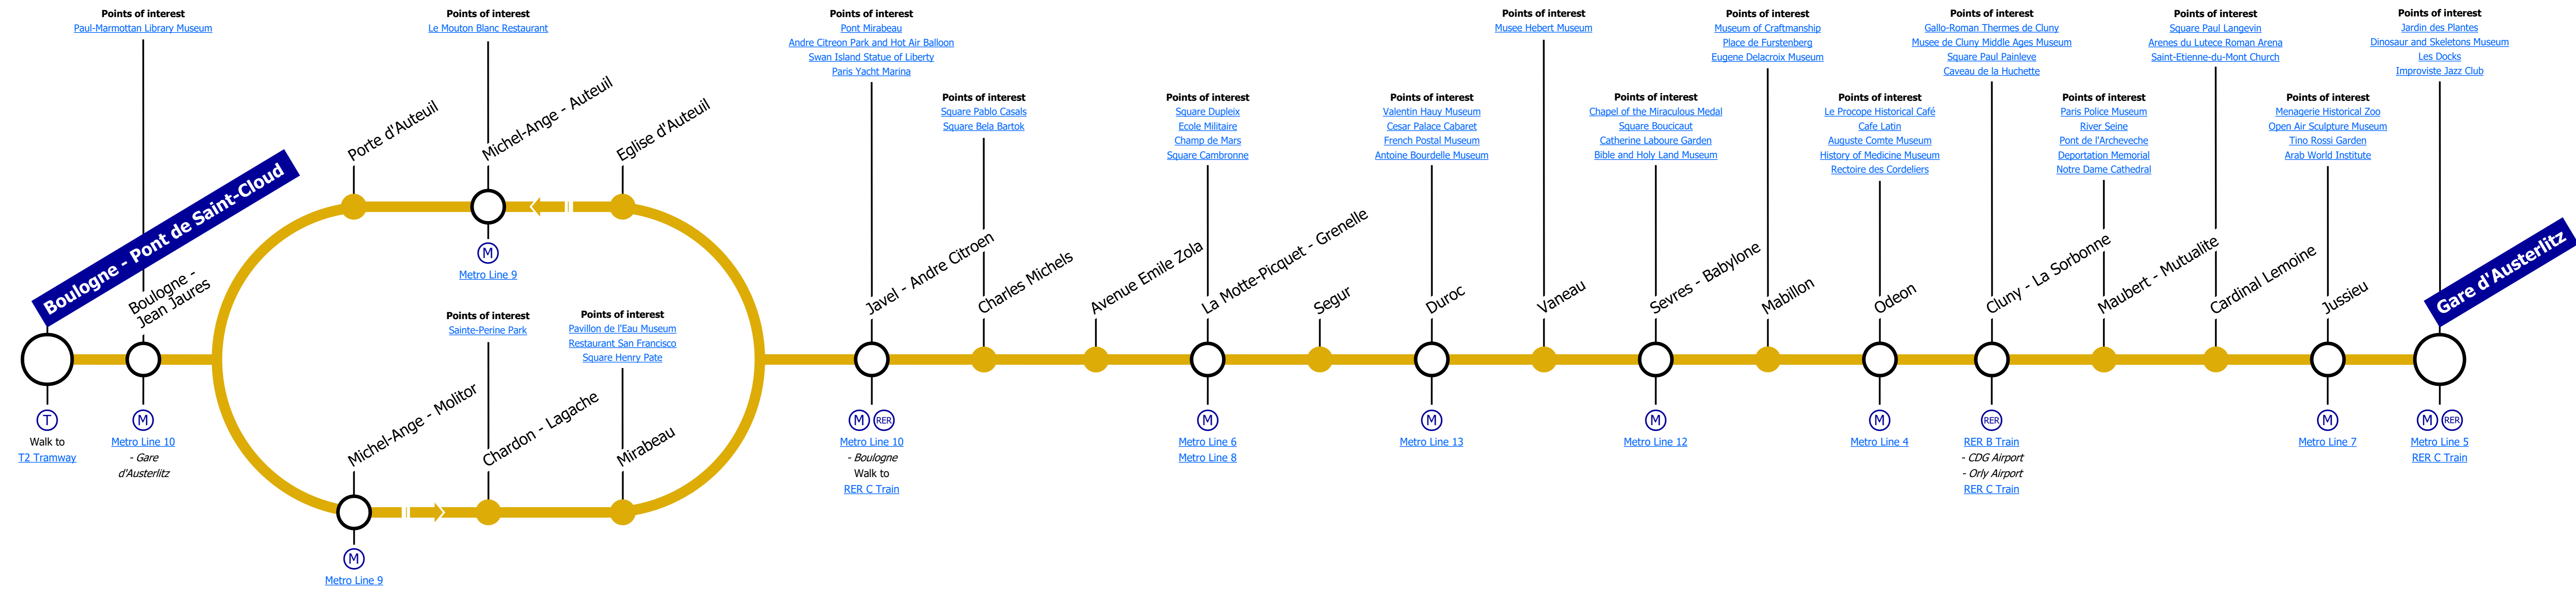 Points of interest
Paul-Marmottan Library Museum
Points of interest
Le Mouton Blanc Restaurant
Points of interest
Pont Mirabeau
Andre Citreon Park and Hot Air Balloon
Swan Island Statue of Liberty
Paris Yacht Marina
Points of interest
Square Pablo Casals
Square Bela Bartok
Points of interest
Square Dupleix
Ecole Militaire
Champ de Mars
Square Cambronne
Points of interest
Valentin Hauy Museum
Cesar Palace Cabaret
French Postal Museum
Antoine Bourdelle Museum
Points of interest
Musee Hebert Museum
Points of interest
Chapel of the Miraculous Medal
Square Boucicaut
Catherine Laboure Garden
Bible and Holy Land Museum
Points of interest
Museum of Craftmanship
Place de Furstenberg
Eugene Delacroix Museum
Points of interest
Le Procope Historical Café
Cafe Latin
Auguste Comte Museum
History of Medicine Museum
Rectoire des Cordeliers
Points of interest
Gallo-Roman Thermes de Cluny
Musee de Cluny Middle Ages Museum
Square Paul Painleve
Caveau de la Huchette
Points of interest
Paris Police Museum
River Seine
Pont de l'Archeveche
Deportation Memorial
Notre Dame Cathedral
Points of interest
Square Paul Langevin
Arenes du Lutece Roman Arena
Saint-Etienne-du-Mont Church
Points of interest
Menagerie Historical Zoo
Open Air Sculpture Museum
Tino Rossi Garden
Arab World Institute
Points of interest
Jardin des Plantes
Dinosaur and Skeletons Museum
Les Docks
Improviste Jazz Club
Boulogne - Pont de Saint-Cloud
Boulogne -
Jean Jaures
Porte d'Auteuil
Michel-Ange - Auteuil
Eglise d'Auteuil
M
Metro Line 9
Points of interest
Sainte-Perine Park
Points of interest
Pavillon de l'Eau Museum
Restaurant San Francisco
Square Henry Pate
Michel-Ange - Molitor
Chardon - Lagache
Mirabeau
M
Metro Line 9
Javel - Andre Citroen
Charles Michels
Avenue Emile Zola
La Motte-Picquet - Grenelle
Segur
Duroc
Vaneau
Sevres - Babylone
Mabillon
Odeon
Cluny - La Sorbonne
Maubert - Mutualite
Cardinal Lemoine
Jussieu
Gare d'Austerlitz
T
Walk to
T2 Tramway
M
Metro Line 10
- Gare
d'Austerlitz
M RER
Metro Line 10
- Boulogne
Walk to
RER C Train
M
Metro Line 6
Metro Line 8
M
Metro Line 13
M
Metro Line 12
M
Metro Line 4
RER
RER B Train
- CDG Airport
- Orly Airport
RER C Train
M
Metro Line 7
M RER
Metro Line 5
RER C Train